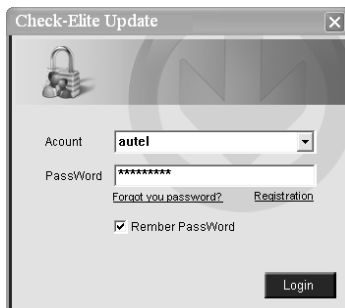 Check-Elite Update
Acount autel
PassWord *********
Forgot you password? Registration
Rember PassWord
Login